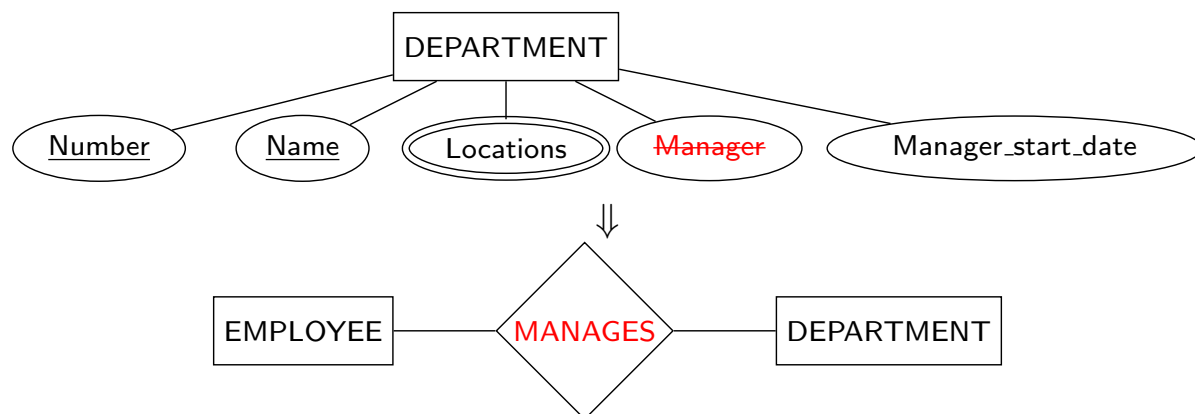 DEPARTMENT
Number Name Locations Manager Manager_start_date
⇓
EMPLOYEE MANAGES DEPARTMENT